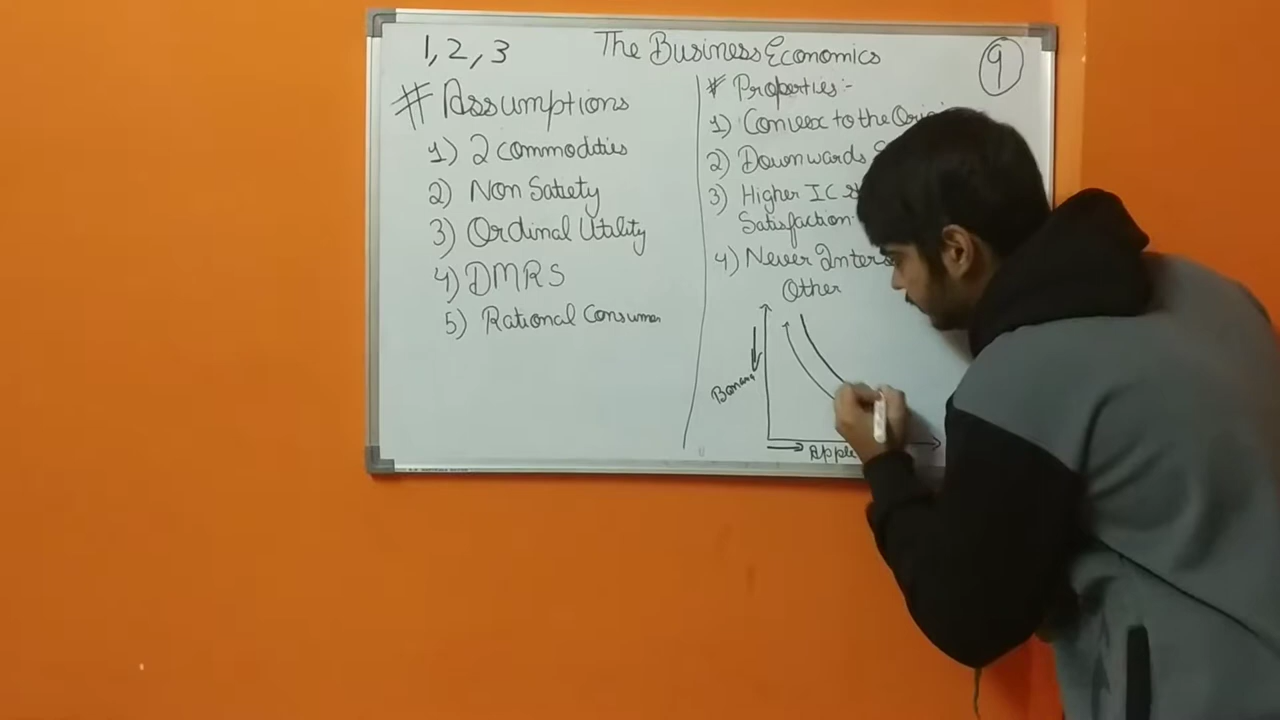 1, 2, 3
The Business Economics
9
# Assumptions
1) 2 Commodities
2) Non Satiety
3) Ordinal Utility
4) DMRS
5) Rational Consumer
# Properties:-
1) Convex to the
2) Downwards
3) Higher IC
Satisfaction
4) Never
Other
Banana
Apple